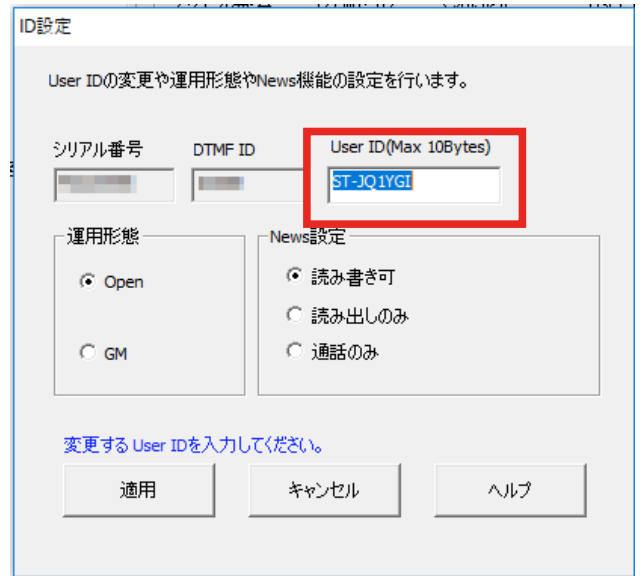 ID設定
User IDの変更や運用形態やNews機能の設定を行います。
シリアル番号 DTMF ID User ID(Max 10Bytes)
ST-JQ1YGI
運用形態 News設定
Open 読み書き可
読み出しのみ
GM 通話のみ
変更する User IDを入力してください。
適用 キャンセル ヘルプ